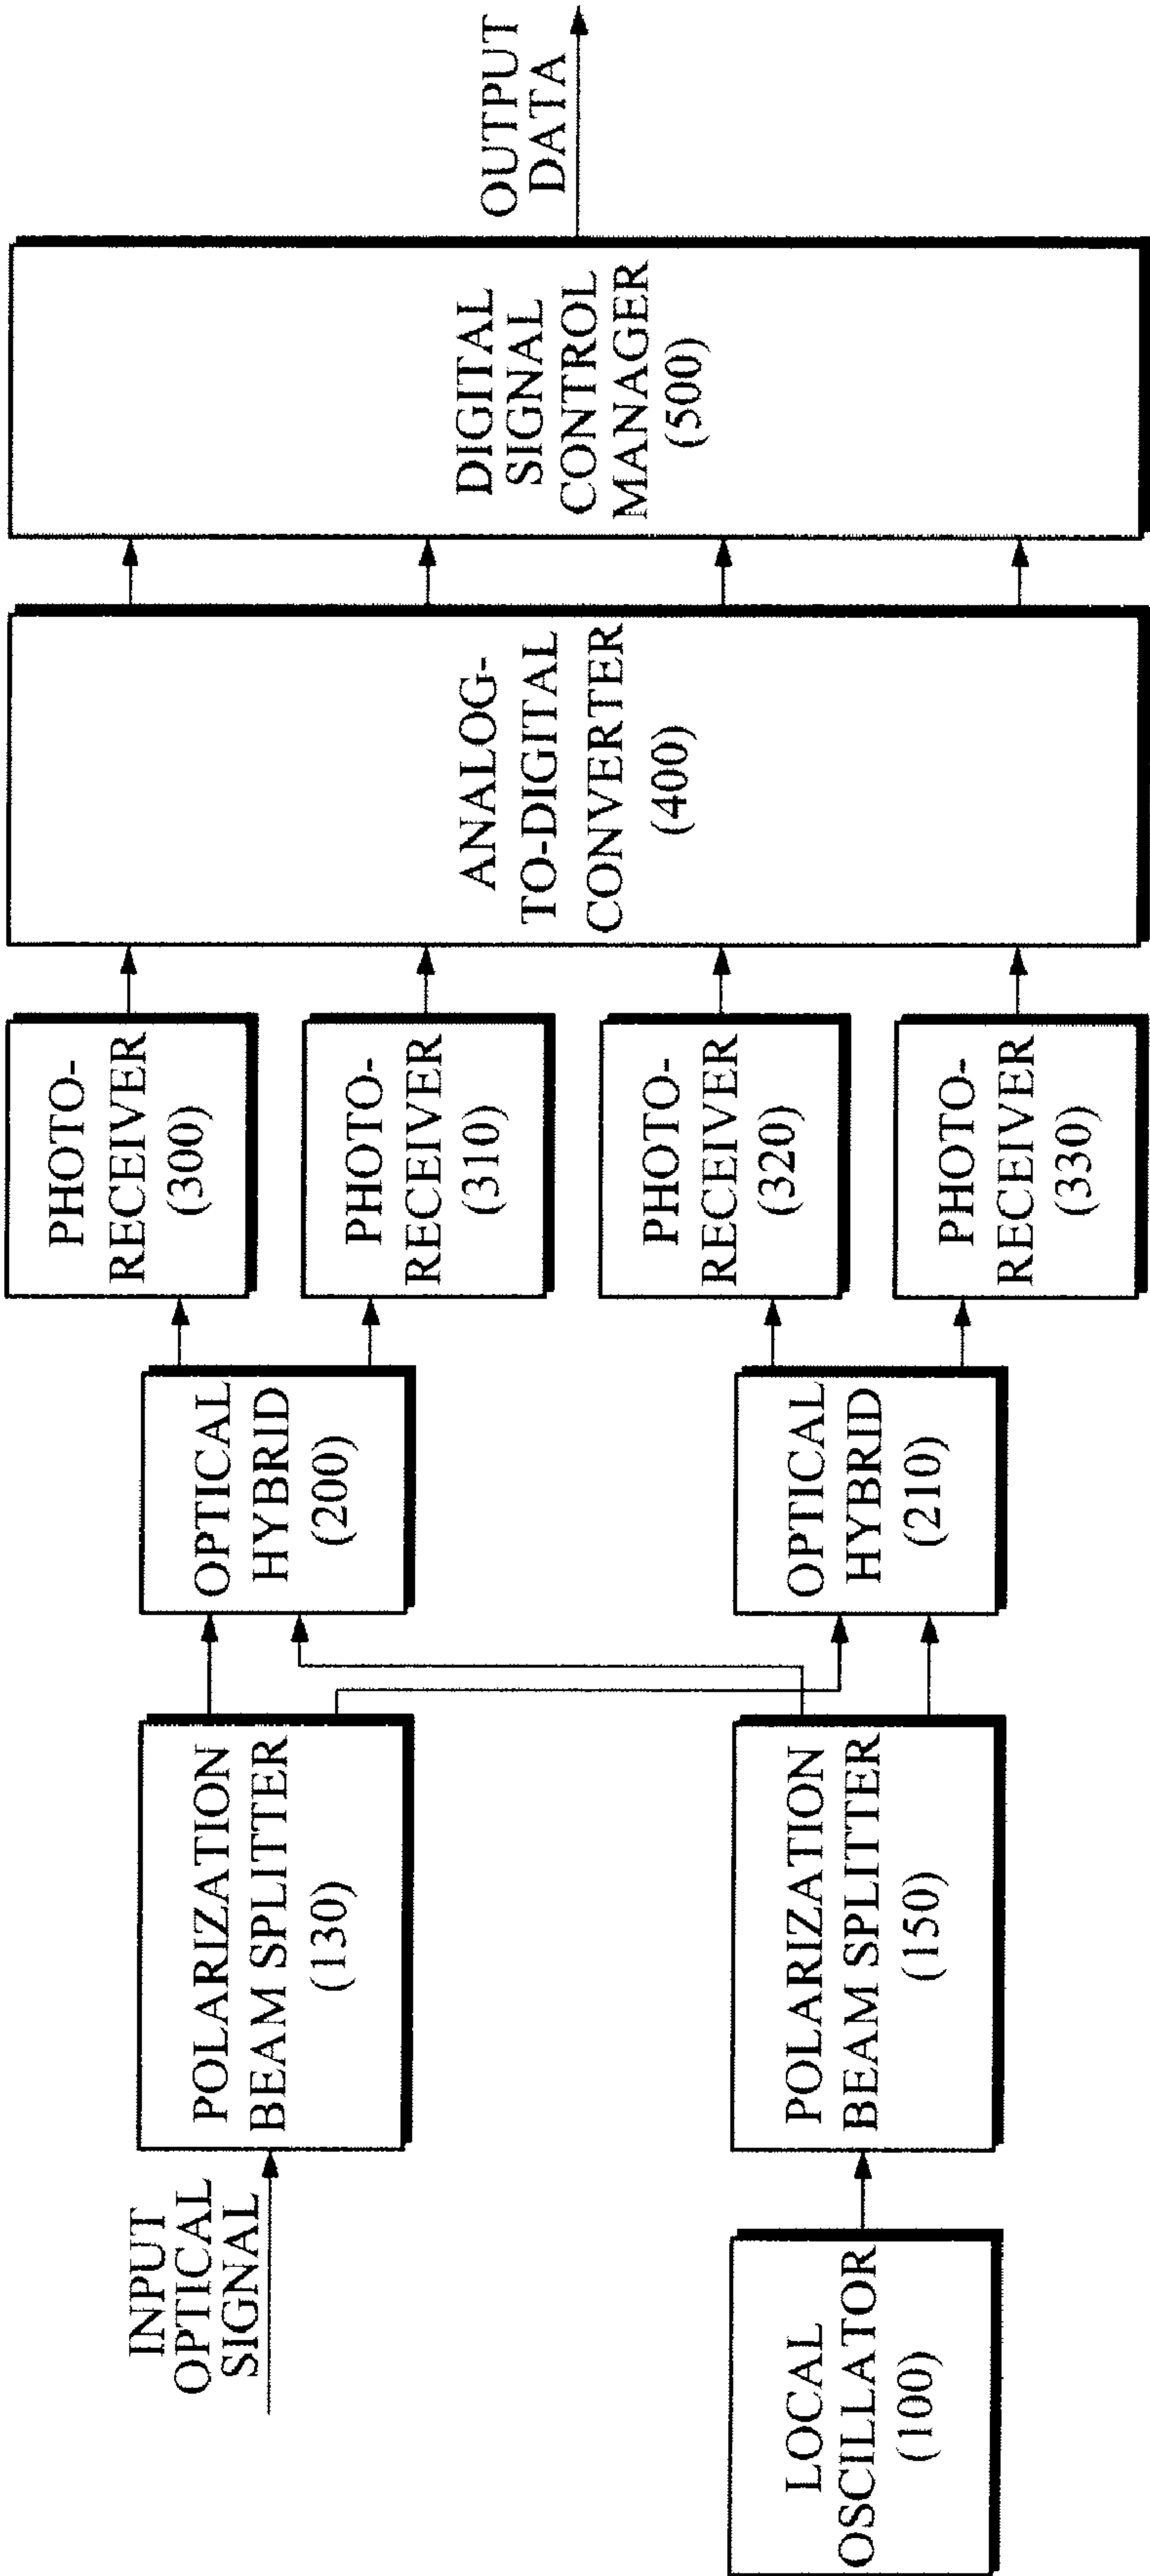 INPUT
OPTICAL
SIGNAL
LOCAL
OSCILLATOR
(100)
POLARIZATION
BEAM SPLITTER
(130)
POLARIZATION
BEAM SPLITTER
(150)
OPTICAL
HYBRID
(200)
OPTICAL
HYBRID
(210)
PHOTO-
RECEIVER
(300)
PHOTO-
RECEIVER
(310)
PHOTO-
RECEIVER
(320)
PHOTO-
RECEIVER
(330)
ANALOG-
TO-DIGITAL
CONVERTER
(400)
DIGITAL
SIGNAL
CONTROL
MANAGER
(500)
OUTPUT
DATA